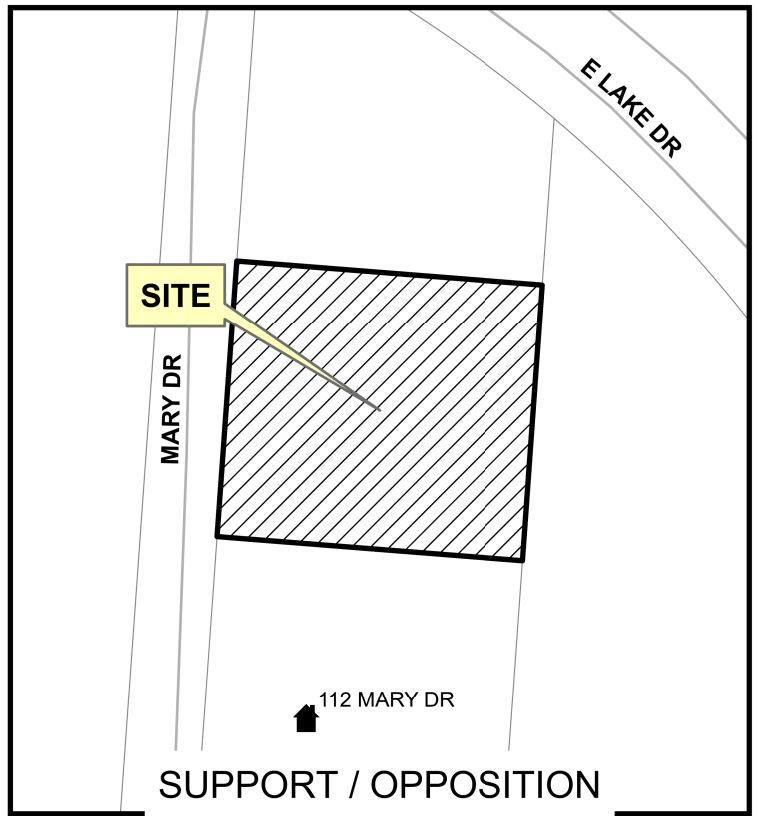 E LAKE DR
SITE
MARY DR
112 MARY DR
SUPPORT / OPPOSITION